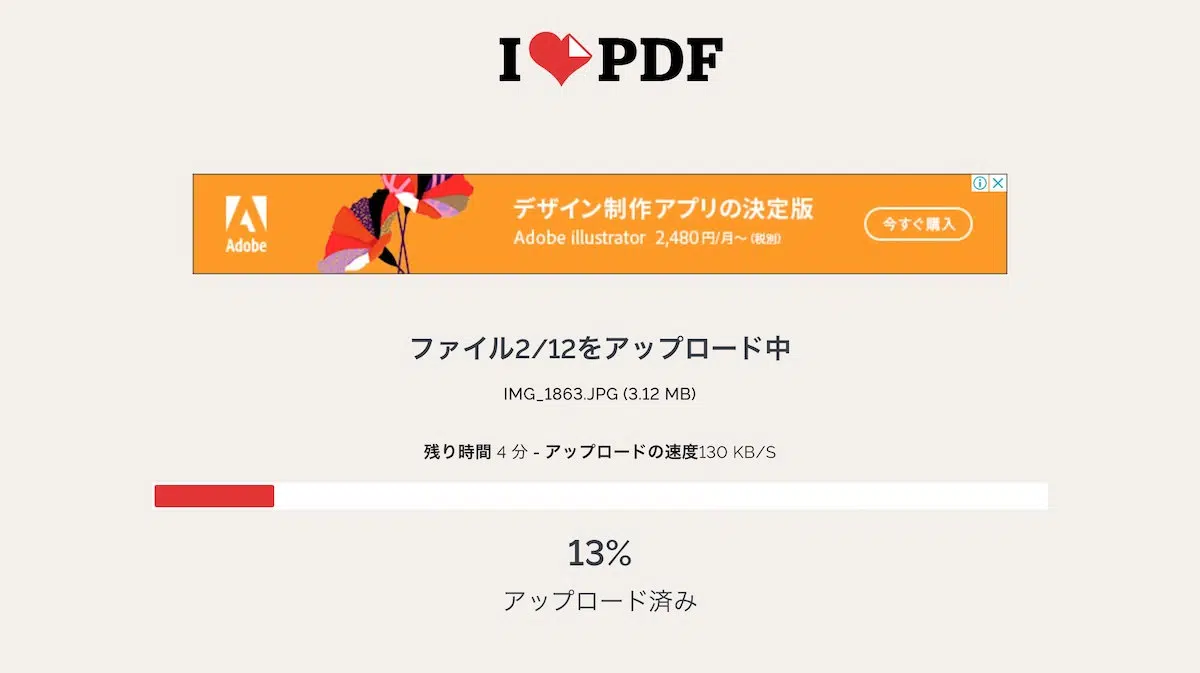 I PDF
Adobe
デザイン制作アプリの決定版
Adobe illustrator 2,480円/月〜 (税別)
今すぐ購入
ファイル2/12をアップロード中
IMG_1863.JPG (3.12 MB)
残り時間 4 分 - アップロードの速度130 KB/S
13%
アップロード済み